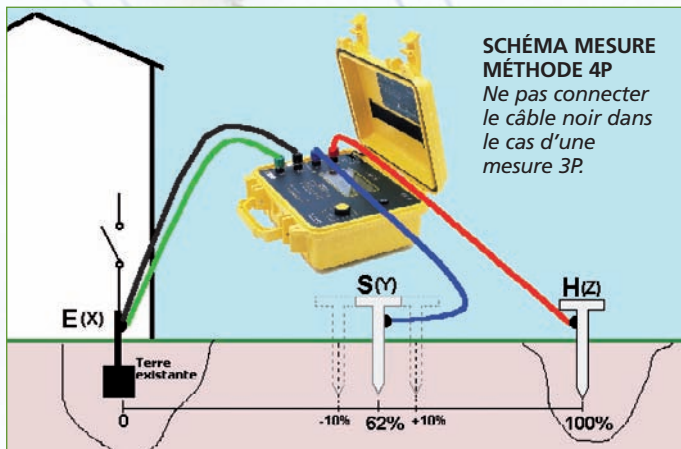 SCHÉMA MESURE
MÉTHODE 4P
Ne pas connecter
le câble noir dans
le cas d'une
mesure 3P.
S(Y)
H(Z)
E(X)
Terre
existante
0
-10%
62%
+10%
100%